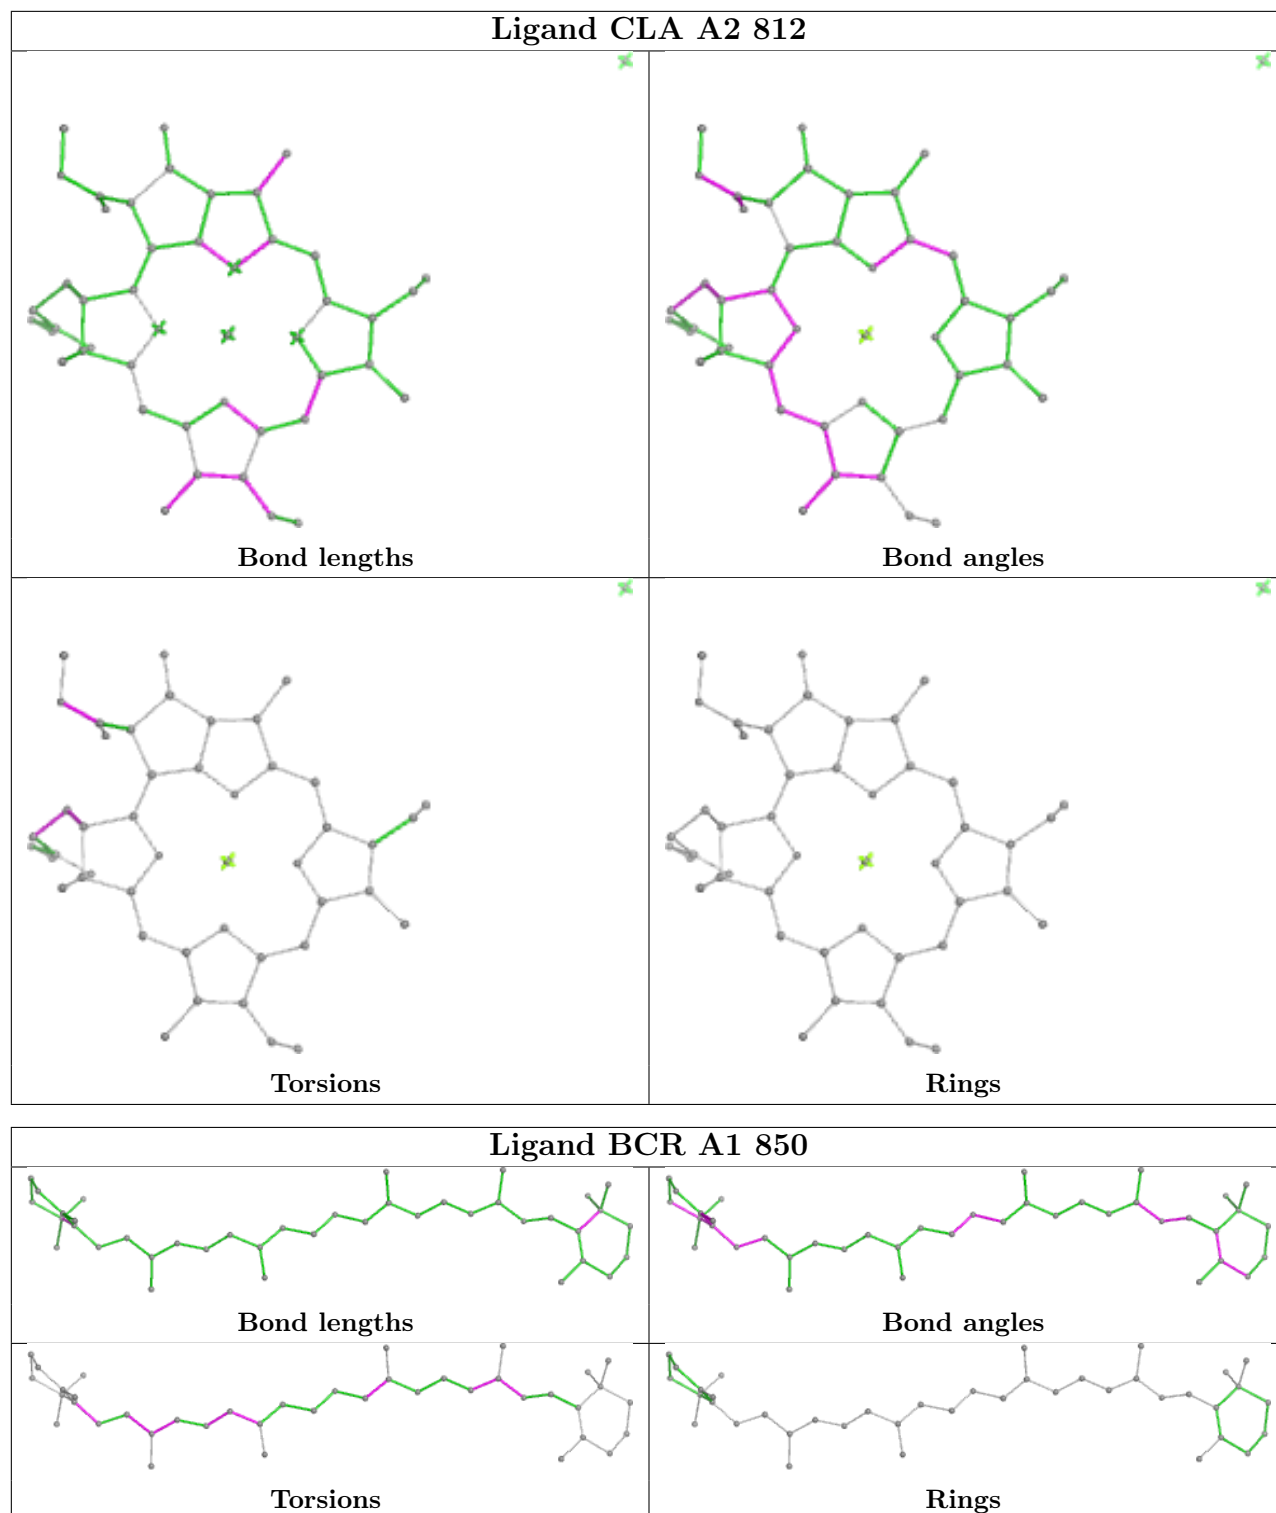 Ligand CLA A2 812
Bond lengths
Bond angles
Torsions
Rings
Ligand BCR A1 850
Bond lengths
Bond angles
Torsions
Rings